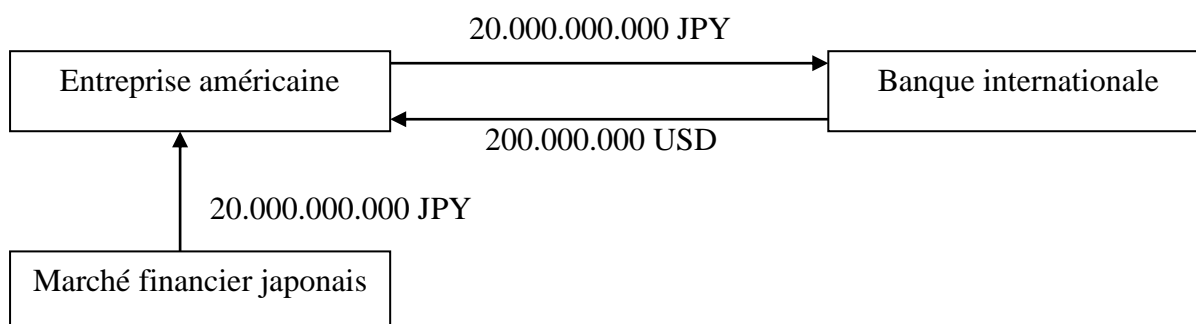 20.000.000.000 JPY
Entreprise américaine
Banque internationale
200.000.000 USD
20.000.000.000 JPY
Marché financier japonais